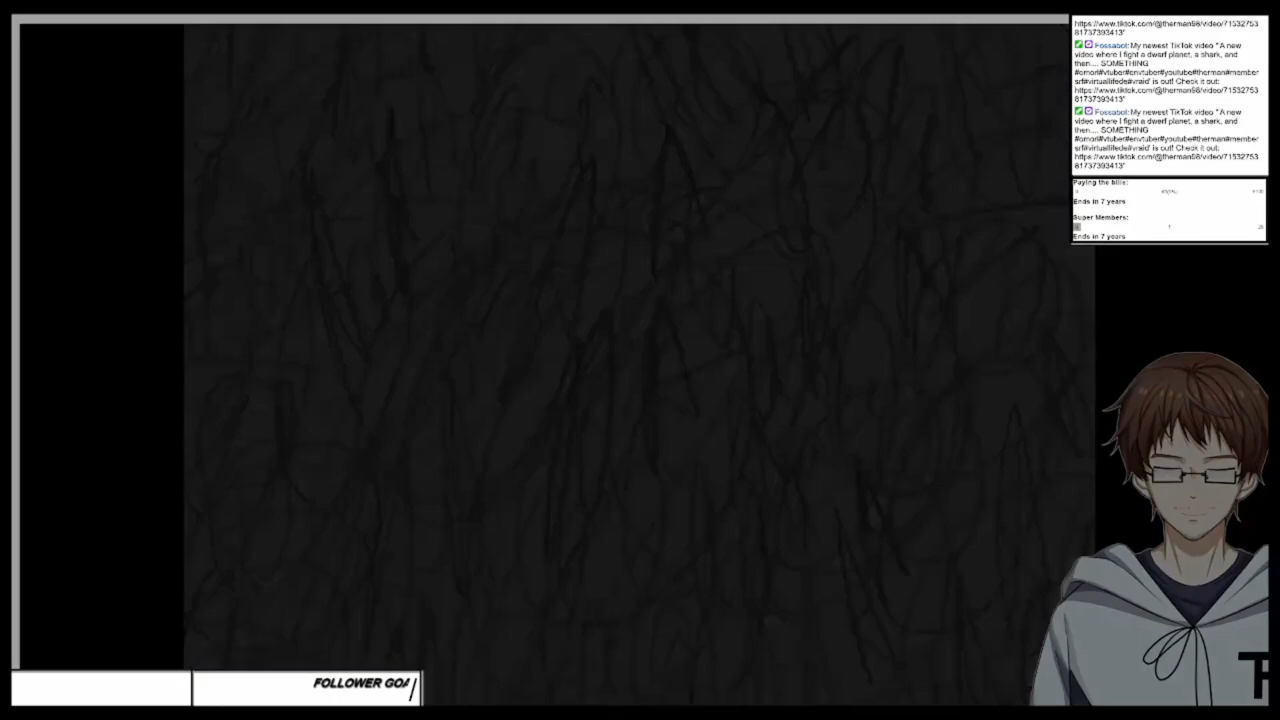 https://www.tiktok.com/@therman98/video/71532753
81737393413"
Fossabot: My newest TikTok video "A new
video where I fight a dwarf planet, a shark, and
then.... SOMETHING
#omori#vtuber#envtuber#youtube#therman#member
srf#virtuallifede#vraid' is out! Check it out:
https://www.tiktok.com/@therman98/video/71532753
81737393413"
Fossabot: My newest TikTok video "A new
video where I fight a dwarf planet, a shark, and
then.... SOMETHING
#omori#vtuber#envtuber#youtube#therman#member
srf#virtuallifede#vraid' is out! Check it out:
https://www.tiktok.com/@therman98/video/71532753
81737393413"
Paying the bills:
Ends in 7 years
Super Members:
1
Ends in 7 years
FOLLOWER GOA